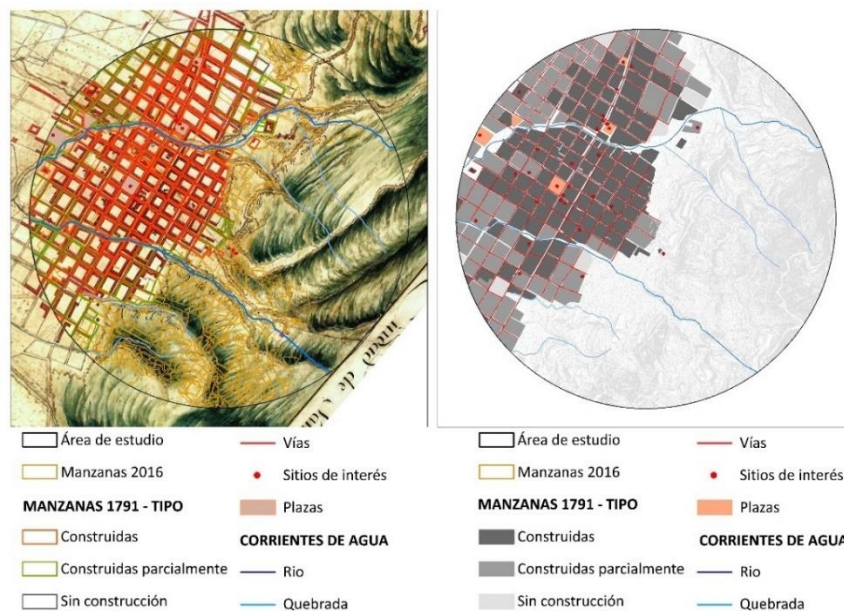 Área de estudio
Manzanas 2016
MANZANAS 1791 - TIPO
Construidas
Construidas parcialmente
Sin construcción
Vías
Sitios de interés
Plazas
CORRIENTES DE AGUA
Rio
Quebrada
Área de estudio
Manzanas 2016
MANZANAS 1791 - TIPO
Construidas
Construidas parcialmente
Sin construcción
Vías
Sitios de interés
Plazas
CORRIENTES DE AGUA
Rio
Quebrada